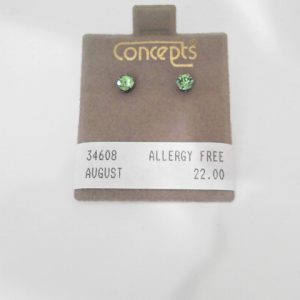 Concepts
34608 ALLERGY FREE
AUGUST 22.00